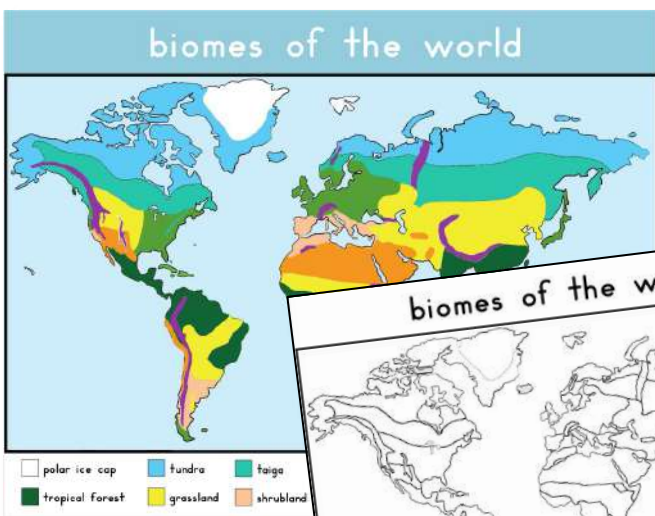 biomes of the world
biomes of the w
polar ice cap
tundra
taiga
tropical forest
grassland
shrubland